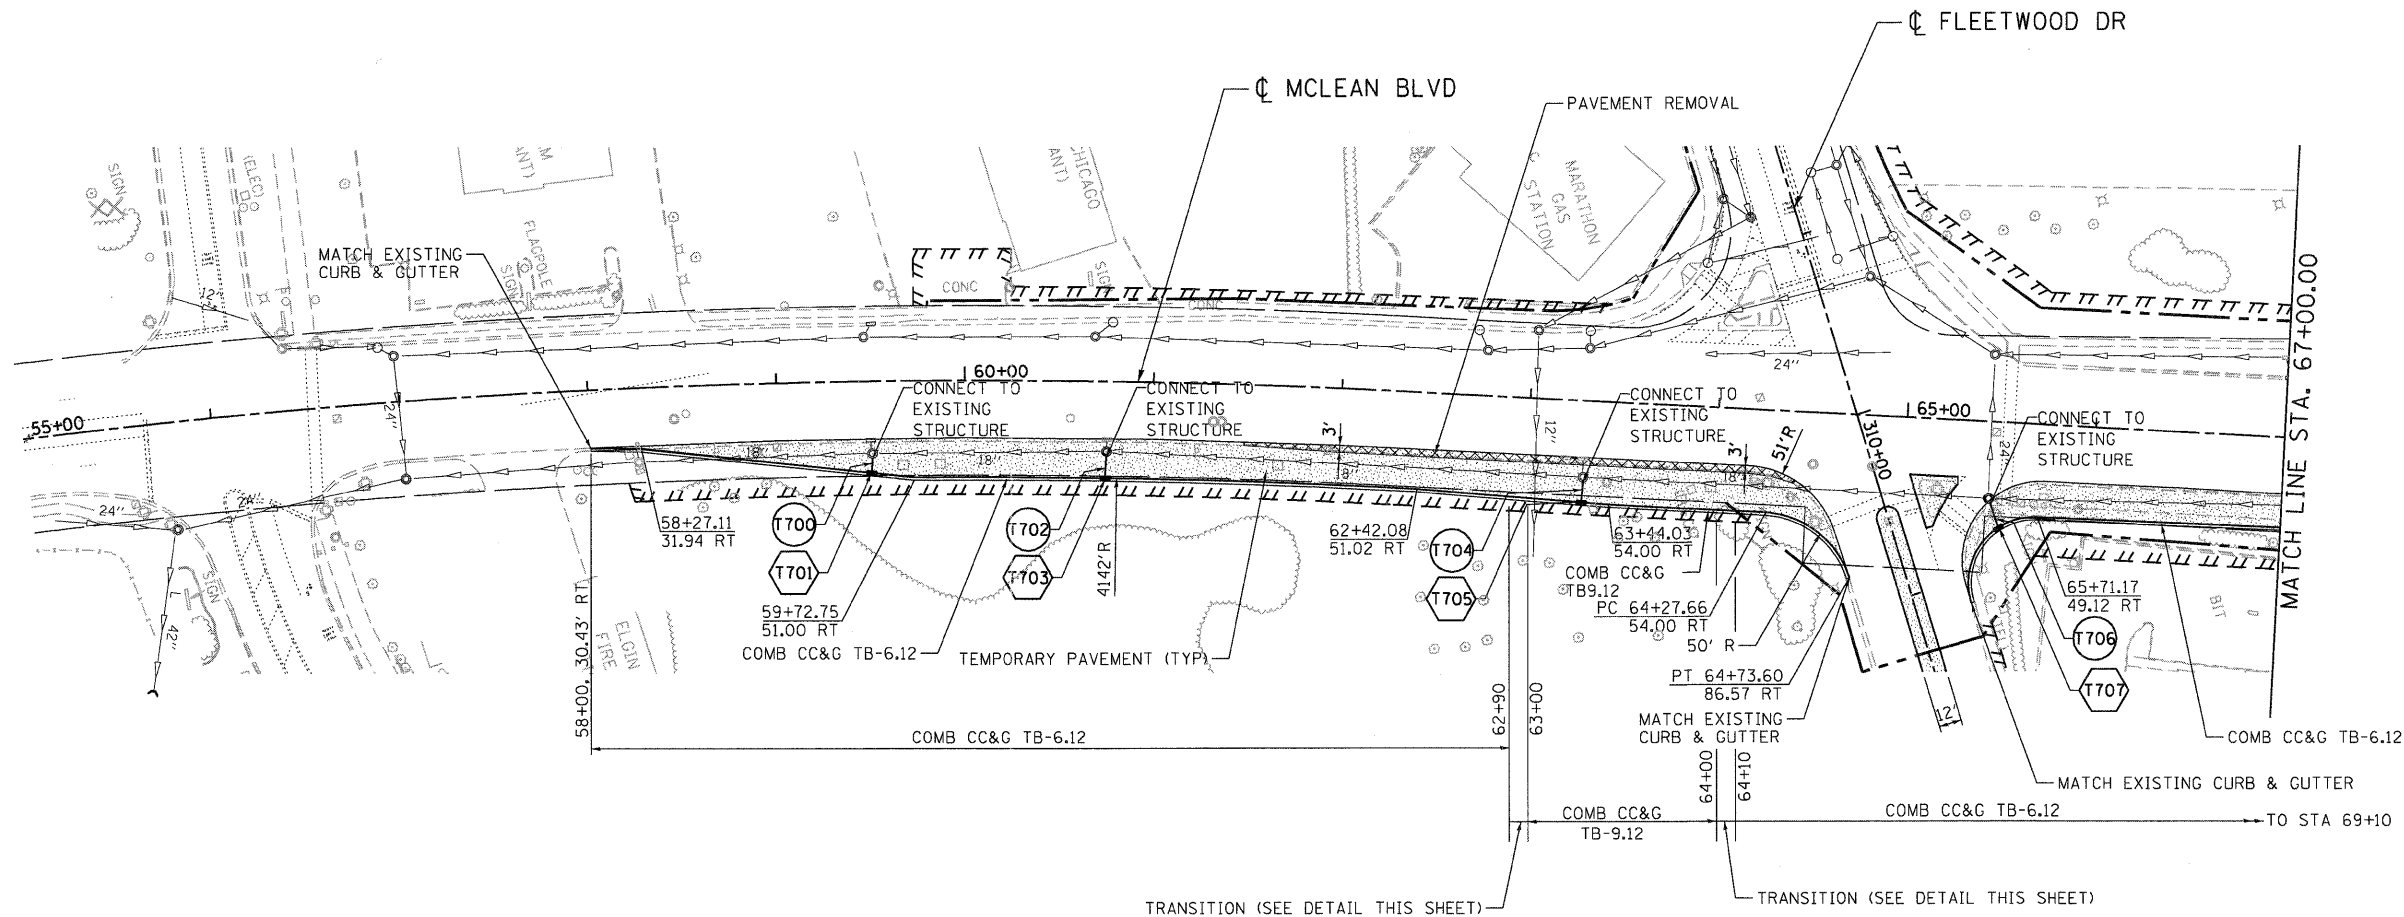 ℄ FLEETWOOD DR
℄ MCLEAN BLVD
PAVEMENT REMOVAL
SIGN
(ELEC)
FLAGPOLE
SIGN
CHICAGO
ANT)
MARATHON
GAS
STATION
MATCH EXISTING
CURB & GUTTER
12"
CONC
SIGN
CONC
24"
MATCH LINE STA. 67+00.00
55+00
60+00
65+00
310+00
CONNECT TO
EXISTING
STRUCTURE
CONNECT TO
EXISTING
STRUCTURE
CONNECT TO
EXISTING
STRUCTURE
CONNECT TO
EXISTING
STRUCTURE
24"
3'
12"
3'
51'R
24"
18"
18"
18"
18"
24"
24"
58+27.11
31.94 RT
T700
T701
T702
T703
4142'R
62+42.08
51.02 RT
T704
T705
63+44.03
54.00 RT
COMB CC&G
TB9.12
PC 64+27.66
54.00 RT
50' R
65+71.17
49.12 RT
T706
T707
BIT
59+72.75
51.00 RT
COMB CC&G TB-6.12
TEMPORARY PAVEMENT (TYP)
SIGN
42"
ELGIN
FIRE
58+00, 30.43' RT
PT 64+73.60
86.57 RT
MATCH EXISTING
CURB & GUTTER
12'
62+90
63+00
64+00
64+10
COMB CC&G TB-6.12
COMB CC&G TB-6.12
MATCH EXISTING CURB & GUTTER
COMB CC&G
TB-9.12
COMB CC&G TB-6.12
TO STA 69+10
TRANSITION (SEE DETAIL THIS SHEET)
TRANSITION (SEE DETAIL THIS SHEET)